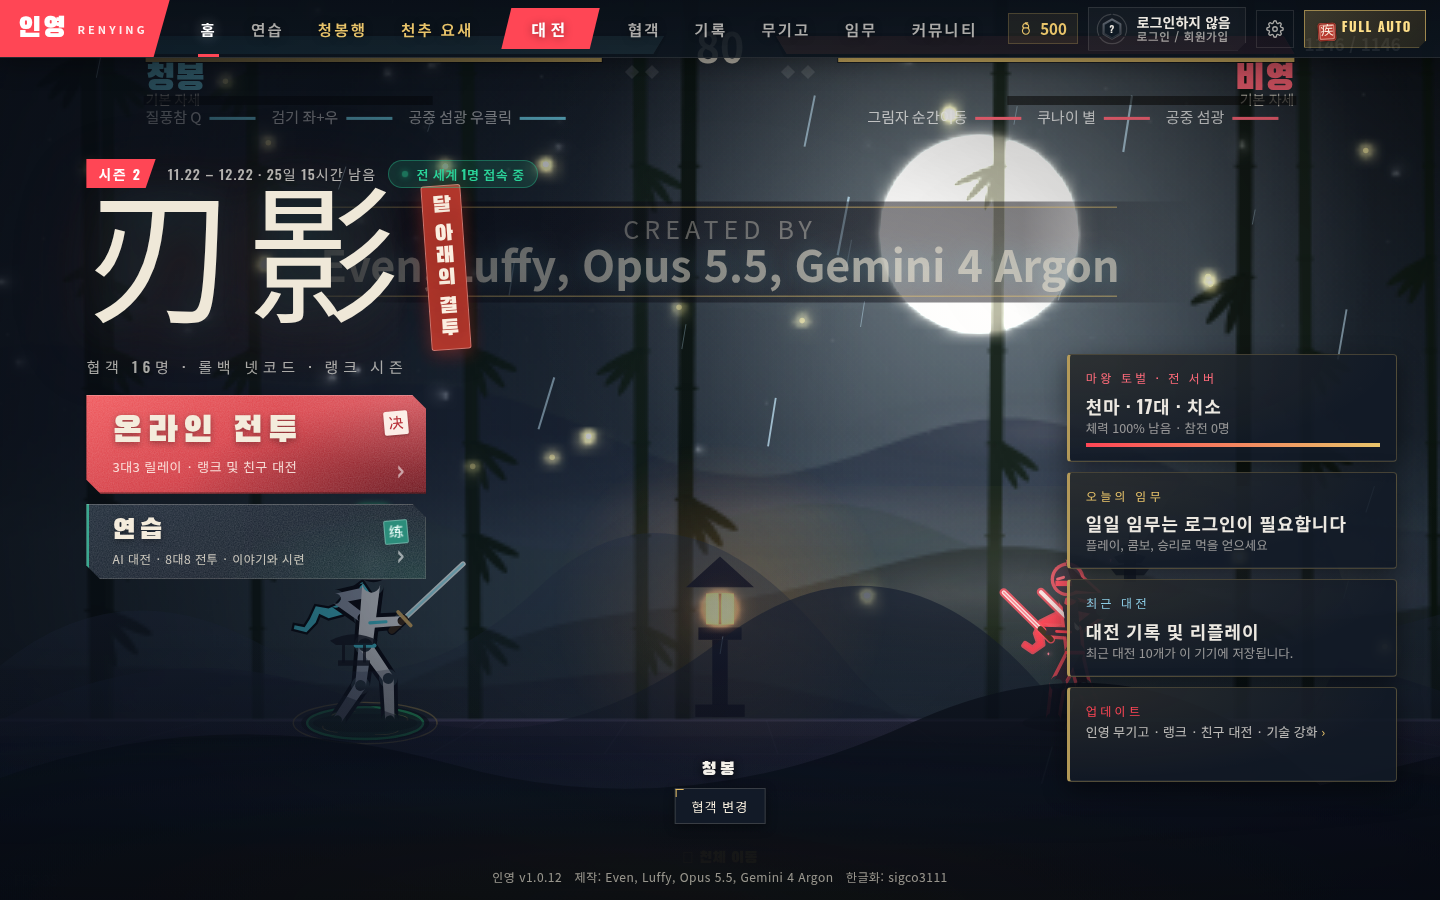 인영 RENYING
홈 연습 청봉행 천추 요새 대전 협객 기록 무기고 임무 커뮤니티
500
?
로그인하지 않음
로그인 / 회원가입
疾 FULL AUTO
80
1146 / 1146
청봉
비영
기본 자세
기본 자세
질풍참 Q 검기 좌+우 공중 섬광 우클릭
그림자 순간이동 쿠나이 별 공중 섬광
시즌 2 11.22 – 12.22 · 25일 15시간 남음 전 세계 1명 접속 중
刃影
달 아래의 결투
CREATED BY
Even, Luffy, Opus 5.5, Gemini 4 Argon
협객 16명 · 롤백 넷코드 · 랭크 시즌
온라인 전투 决
3대3 릴레이 · 랭크 및 친구 대전
연습 练
AI 대전 · 8대8 전투 · 이야기와 시련
마왕 토벌 · 전 서버
천마 · 17대 · 치소
체력 100% 남음 · 참전 0명
오늘의 임무
일일 임무는 로그인이 필요합니다
플레이, 콤보, 승리로 먹을 얻으세요
최근 대전
대전 기록 및 리플레이
최근 대전 10개가 이 기기에 저장됩니다.
업데이트
인영 무기고 · 랭크 · 친구 대전 · 기술 강화 ›
청봉
협객 변경
인영 v1.0.12 제작: Even, Luffy, Opus 5.5, Gemini 4 Argon 한글화: sigco3111